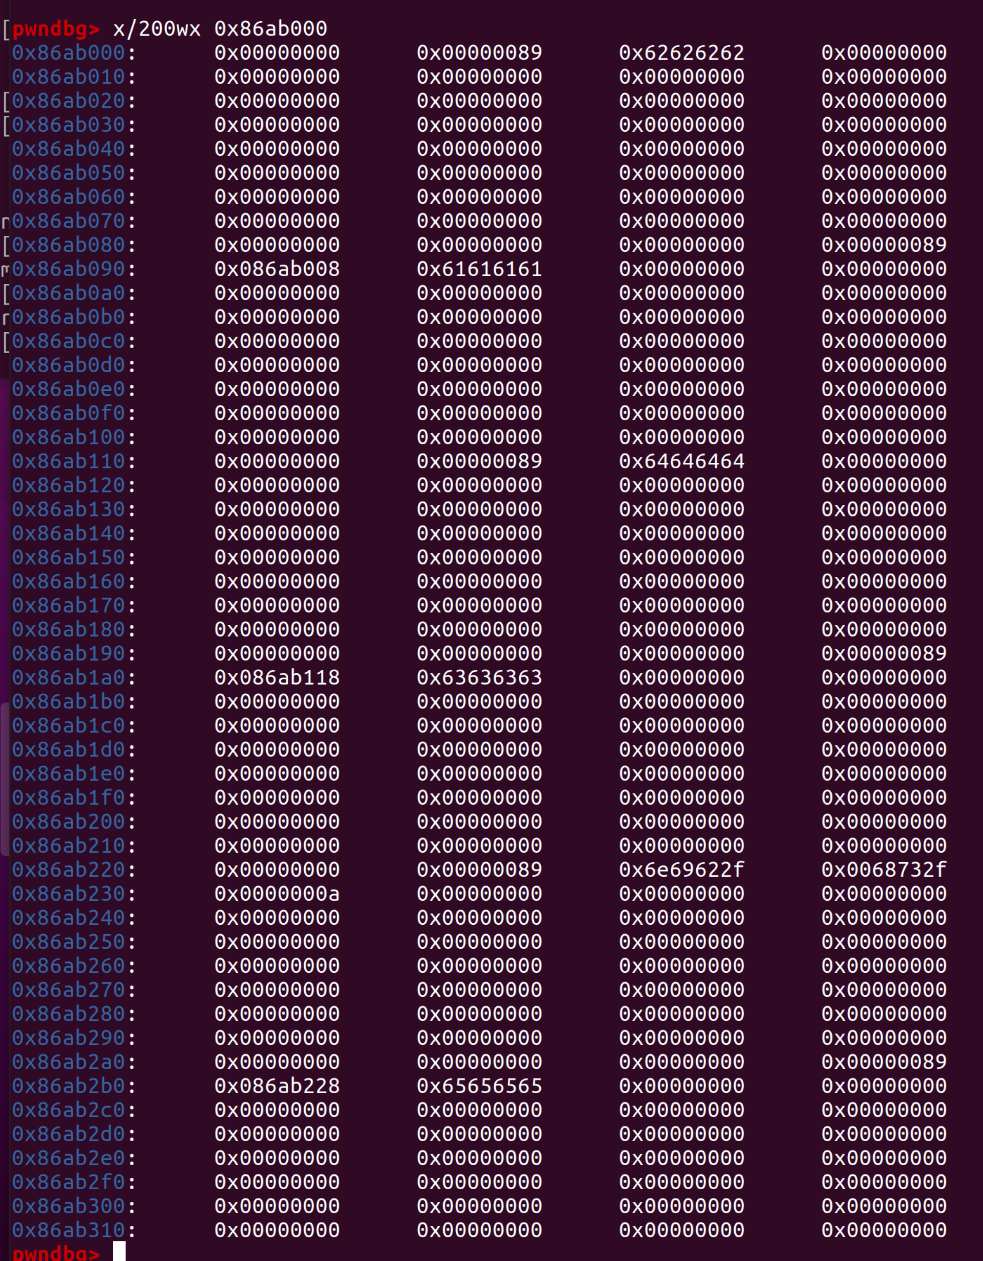 pwndbg> x/200wx 0x86ab000
0x86ab000: 0x00000000 0x00000089 0x62626262 0x00000000
0x86ab010: 0x00000000 0x00000000 0x00000000 0x00000000
0x86ab020: 0x00000000 0x00000000 0x00000000 0x00000000
0x86ab030: 0x00000000 0x00000000 0x00000000 0x00000000
0x86ab040: 0x00000000 0x00000000 0x00000000 0x00000000
0x86ab050: 0x00000000 0x00000000 0x00000000 0x00000000
0x86ab060: 0x00000000 0x00000000 0x00000000 0x00000000
0x86ab070: 0x00000000 0x00000000 0x00000000 0x00000000
0x86ab080: 0x00000000 0x00000000 0x00000000 0x00000089
0x86ab090: 0x086ab008 0x61616161 0x00000000 0x00000000
0x86ab0a0: 0x00000000 0x00000000 0x00000000 0x00000000
0x86ab0b0: 0x00000000 0x00000000 0x00000000 0x00000000
0x86ab0c0: 0x00000000 0x00000000 0x00000000 0x00000000
0x86ab0d0: 0x00000000 0x00000000 0x00000000 0x00000000
0x86ab0e0: 0x00000000 0x00000000 0x00000000 0x00000000
0x86ab0f0: 0x00000000 0x00000000 0x00000000 0x00000000
0x86ab100: 0x00000000 0x00000000 0x00000000 0x00000000
0x86ab110: 0x00000000 0x00000089 0x64646464 0x00000000
0x86ab120: 0x00000000 0x00000000 0x00000000 0x00000000
0x86ab130: 0x00000000 0x00000000 0x00000000 0x00000000
0x86ab140: 0x00000000 0x00000000 0x00000000 0x00000000
0x86ab150: 0x00000000 0x00000000 0x00000000 0x00000000
0x86ab160: 0x00000000 0x00000000 0x00000000 0x00000000
0x86ab170: 0x00000000 0x00000000 0x00000000 0x00000000
0x86ab180: 0x00000000 0x00000000 0x00000000 0x00000000
0x86ab190: 0x00000000 0x00000000 0x00000000 0x00000089
0x86ab1a0: 0x086ab118 0x63636363 0x00000000 0x00000000
0x86ab1b0: 0x00000000 0x00000000 0x00000000 0x00000000
0x86ab1c0: 0x00000000 0x00000000 0x00000000 0x00000000
0x86ab1d0: 0x00000000 0x00000000 0x00000000 0x00000000
0x86ab1e0: 0x00000000 0x00000000 0x00000000 0x00000000
0x86ab1f0: 0x00000000 0x00000000 0x00000000 0x00000000
0x86ab200: 0x00000000 0x00000000 0x00000000 0x00000000
0x86ab210: 0x00000000 0x00000000 0x00000000 0x00000000
0x86ab220: 0x00000000 0x00000089 0x6e69622f 0x0068732f
0x86ab230: 0x0000000a 0x00000000 0x00000000 0x00000000
0x86ab240: 0x00000000 0x00000000 0x00000000 0x00000000
0x86ab250: 0x00000000 0x00000000 0x00000000 0x00000000
0x86ab260: 0x00000000 0x00000000 0x00000000 0x00000000
0x86ab270: 0x00000000 0x00000000 0x00000000 0x00000000
0x86ab280: 0x00000000 0x00000000 0x00000000 0x00000000
0x86ab290: 0x00000000 0x00000000 0x00000000 0x00000000
0x86ab2a0: 0x00000000 0x00000000 0x00000000 0x00000089
0x86ab2b0: 0x086ab228 0x65656565 0x00000000 0x00000000
0x86ab2c0: 0x00000000 0x00000000 0x00000000 0x00000000
0x86ab2d0: 0x00000000 0x00000000 0x00000000 0x00000000
0x86ab2e0: 0x00000000 0x00000000 0x00000000 0x00000000
0x86ab2f0: 0x00000000 0x00000000 0x00000000 0x00000000
0x86ab300: 0x00000000 0x00000000 0x00000000 0x00000000
0x86ab310: 0x00000000 0x00000000 0x00000000 0x00000000
pwndbg>